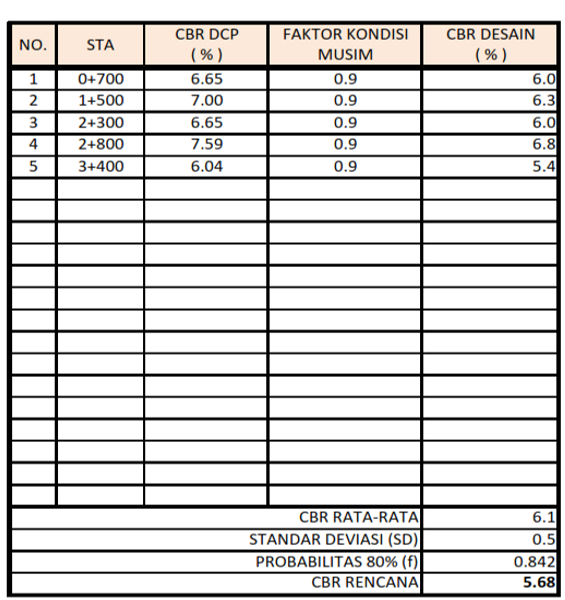 NO. STA CBR DCP ( % ) FAKTOR KONDISI MUSIM CBR DESAIN ( % )
1 0+700 6.65 0.9 6.0
2 1+500 7.00 0.9 6.3
3 2+300 6.65 0.9 6.0
4 2+800 7.59 0.9 6.8
5 3+400 6.04 0.9 5.4
CBR RATA-RATA 6.1
STANDAR DEVIASI (SD) 0.5
PROBABILITAS 80% (f) 0.842
CBR RENCANA 5.68